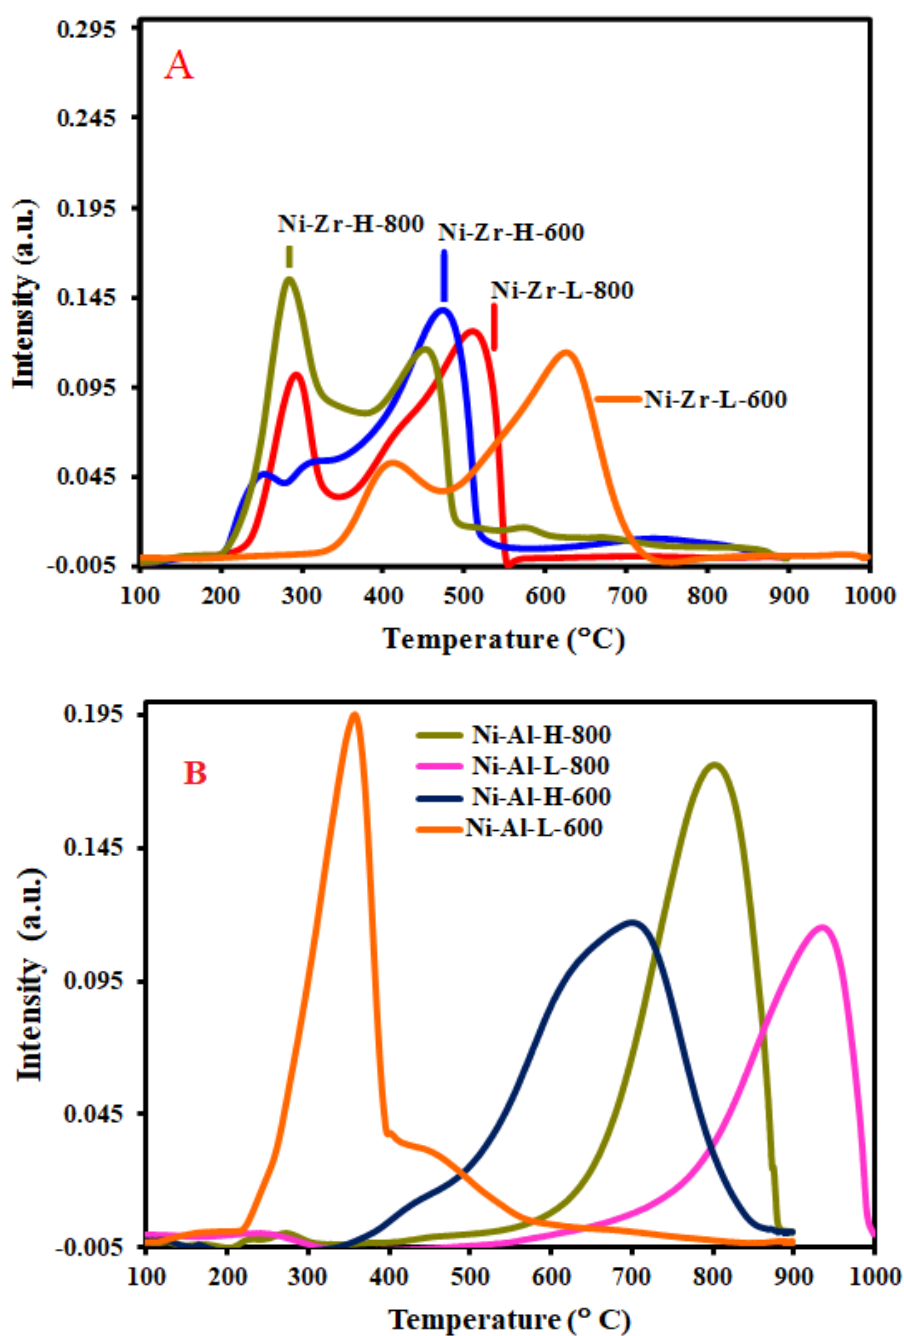 A
0.295
0.245
0.195
0.145
0.095
0.045
-0.005
Intensity (a.u.)
Ni-Zr-H-800
Ni-Zr-H-600
Ni-Zr-L-800
Ni-Zr-L-600
100 200 300 400 500 600 700 800 900 1000
Temperature (°C)
B
0.195
0.145
0.095
0.045
-0.005
Intensity (a.u.)
Ni-Al-H-800
Ni-Al-L-800
Ni-Al-H-600
Ni-Al-L-600
100 200 300 400 500 600 700 800 900 1000
Temperature (° C)